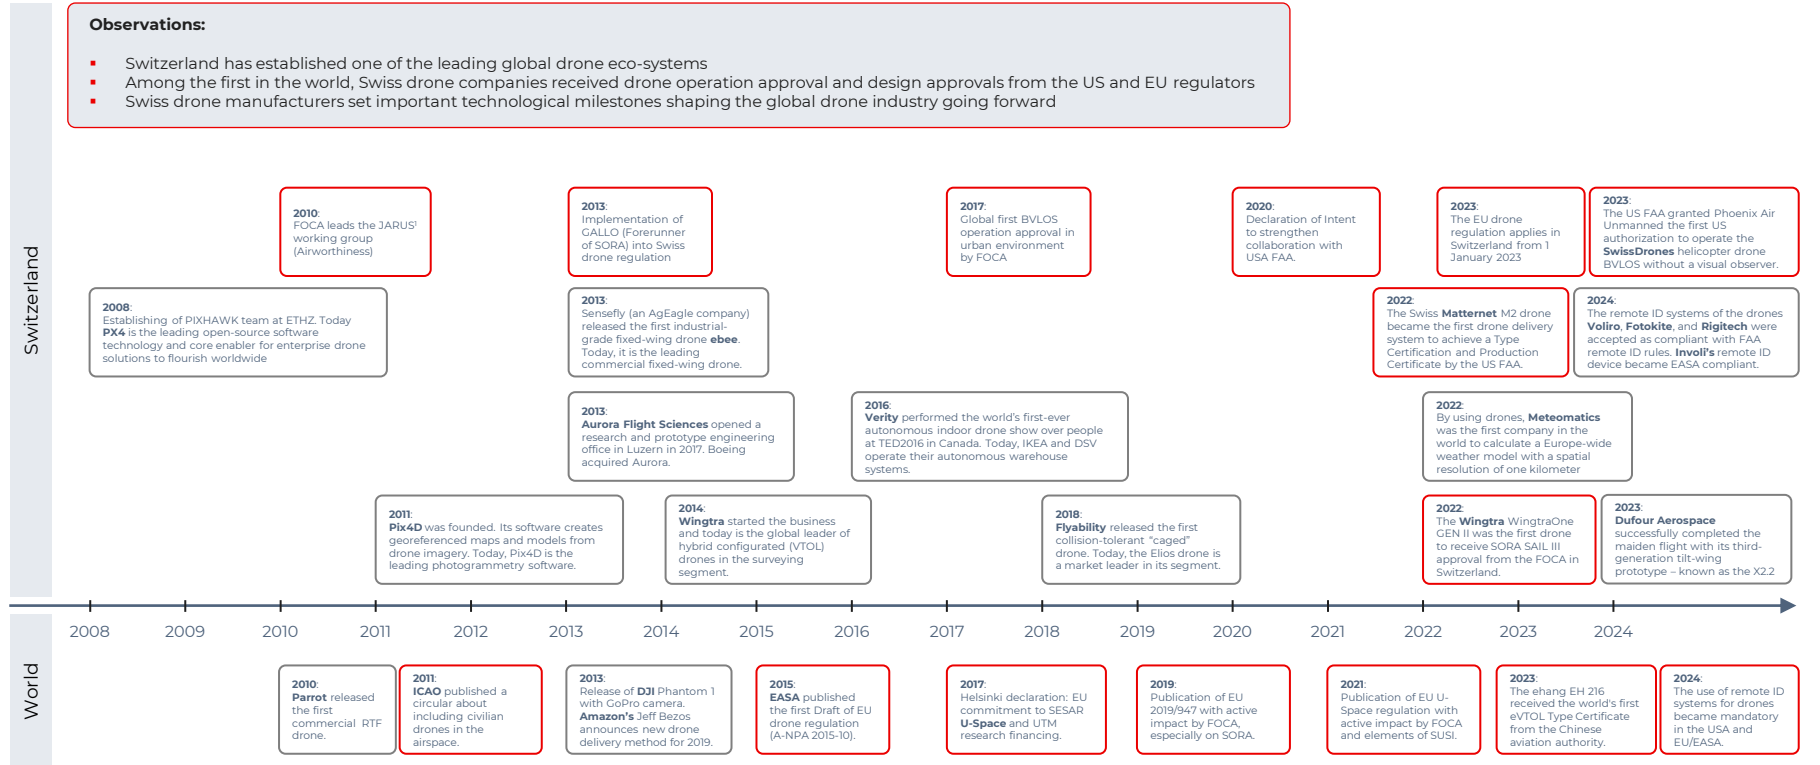 Observations:
Switzerland has established one of the leading global drone eco-systems
Among the first in the world, Swiss drone companies received drone operation approval and design approvals from the US and EU regulators
Swiss drone manufacturers set important technological milestones shaping the global drone industry going forward
Switzerland
2010:
FOCA leads the JARUS¹
working group
(Airworthiness)
2013:
Implementation of
GALLO (Forerunner
of SORA) into Swiss
drone regulation
2017:
Global first BVLOS
operation approval in
urban environment
by FOCA
2020:
Declaration of Intent
to strengthen
collaboration with
USA FAA.
2023:
The EU drone
regulation applies in
Switzerland from 1
January 2023
2023:
The US FAA granted Phoenix Air
Unmanned the first US
authorization to operate the
SwissDrones helicopter drone
BVLOS without a visual observer.
2008:
Establishing of PIXHAWK team at ETHZ. Today
PX4 is the leading open-source software
technology and core enabler for enterprise drone
solutions to flourish worldwide
2013:
Sensefly (an AgEagle company)
released the first industrial-
grade fixed-wing drone ebee.
Today, it is the leading
commercial fixed-wing drone.
2022:
The Swiss Matternet M2 drone
became the first drone delivery
system to achieve a Type
Certification and Production
Certificate by the US FAA.
2024:
The remote ID systems of the drones
Voliro, Fotokite, and Rigitech were
accepted as compliant with FAA
remote ID rules. Involi's remote ID
device became EASA compliant.
2013:
Aurora Flight Sciences opened a
research and prototype engineering
office in Luzern in 2017. Boeing
acquired Aurora.
2016:
Verity performed the world's first-ever
autonomous indoor drone show over people
at TED2016 in Canada. Today, IKEA and DSV
operate their autonomous warehouse
systems.
2022:
By using drones, Meteomatics
was the first company in the
world to calculate a Europe-wide
weather model with a spatial
resolution of one kilometer
2011:
Pix4D was founded. Its software creates
georeferenced maps and models from
drone imagery. Today, Pix4D is the
leading photogrammetry software.
2014:
Wingtra started the business
and today is the global leader of
hybrid configurated (VTOL)
drones in the surveying
segment.
2018:
Flyability released the first
collision-tolerant "caged"
drone. Today, the Elios drone is
a market leader in its segment.
2022:
The Wingtra WingtraOne
GEN II was the first drone
to receive SORA SAIL III
approval from the FOCA in
Switzerland.
2023:
Dufour Aerospace
successfully completed the
maiden flight with its third-
generation tilt-wing
prototype – known as the X2.2
2008 2009 2010 2011 2012 2013 2014 2015 2016 2017 2018 2019 2020 2021 2022 2023 2024
World
2010:
Parrot released
the first
commercial RTF
drone.
2011:
ICAO published a
circular about
including civilian
drones in the
airspace.
2013:
Release of DJI Phantom 1
with GoPro camera.
Amazon's Jeff Bezos
announces new drone
delivery method for 2019.
2015:
EASA published
the first Draft of EU
drone regulation
(A-NPA 2015-10).
2017:
Helsinki declaration: EU
commitment to SESAR
U-Space and UTM
research financing.
2019:
Publication of EU
2019/947 with active
impact by FOCA,
especially on SORA.
2021:
Publication of EU U-
Space regulation with
active impact by FOCA
and elements of SUSI.
2023:
The ehang EH 216
received the world's first
eVTOL Type Certificate
from the Chinese
aviation authority.
2024:
The use of remote ID
systems for drones
became mandatory
in the USA and
EU/EASA.